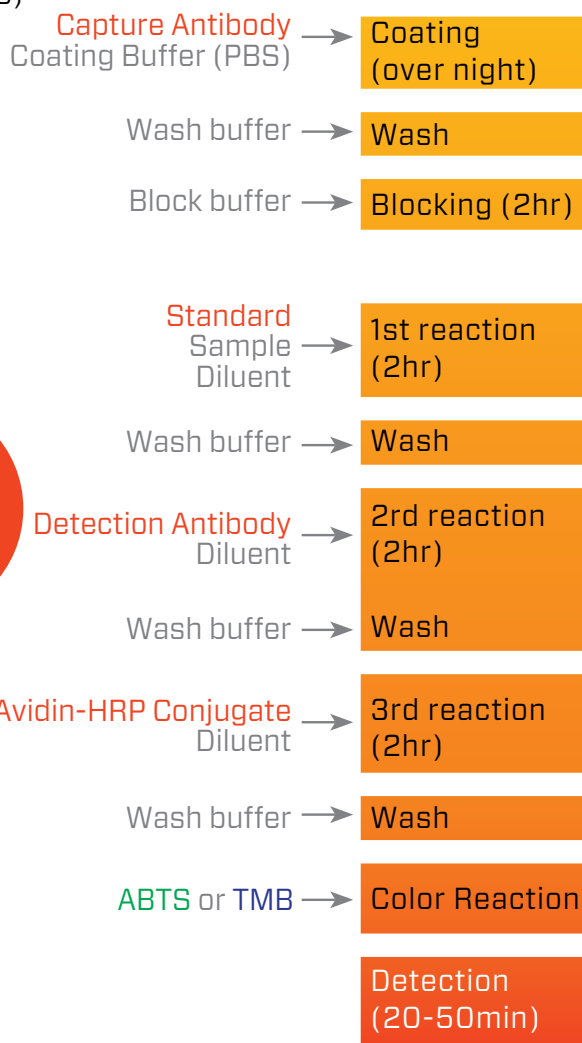 Capture Antibody
Coating Buffer (PBS)
Coating
(over night)
Wash buffer
Wash
Block buffer
Blocking (2hr)
Standard
Sample
Diluent
1st reaction
(2hr)
Wash buffer
Wash
Detection Antibody
Diluent
2rd reaction
(2hr)
Wash buffer
Wash
Avidin-HRP Conjugate
Diluent
3rd reaction
(2hr)
Wash buffer
Wash
ABTS or TMB
Color Reaction
Detection
(20-50min)